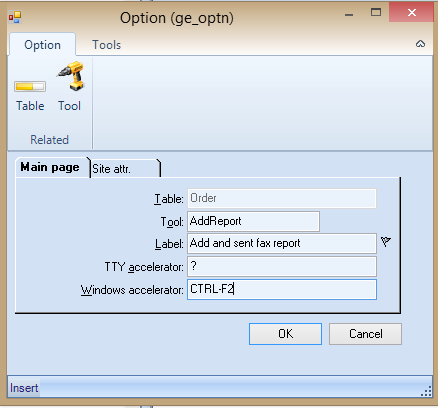 Option (ge_optn)
Option Tools
Table Tool
Related
Main page Site attr.
Table: Order
Tool: AddReport
Label: Add and sent fax report
TTY accelerator: ?
Windows accelerator: CTRL-F2
OK Cancel
Insert